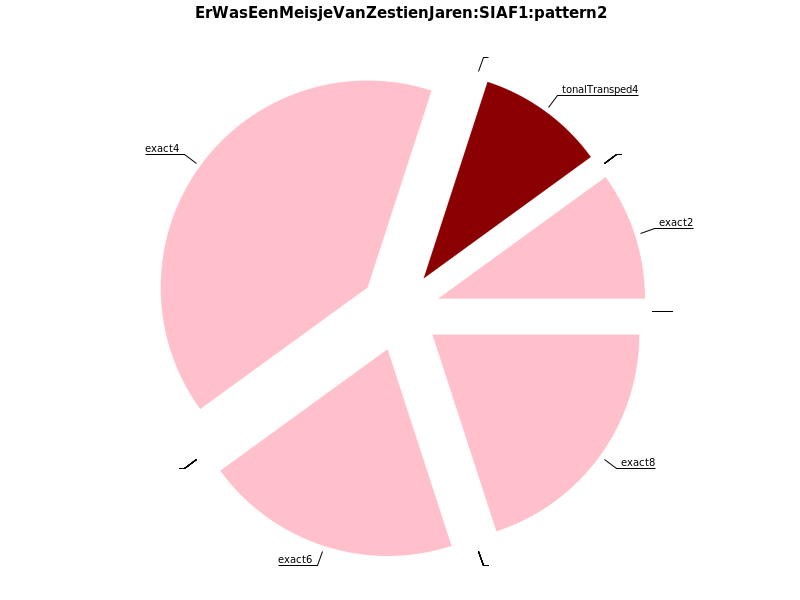 ErWasEenMeisjeVanZestienJaren:SIAF1:pattern2
tonalTransped4
exact4
exact2
exact8
exact6